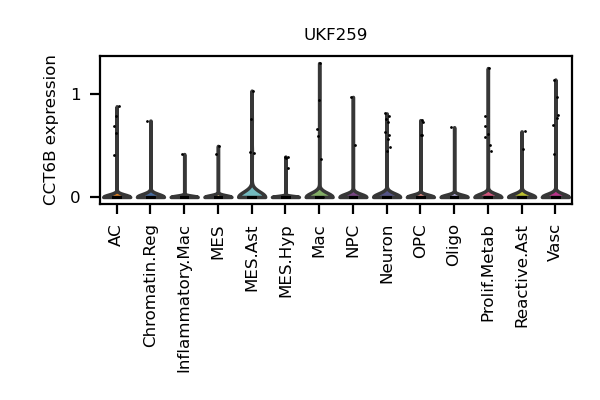 UKF259
CCT6B expression
1
0
AC
Chromatin.Reg
Inflammatory.Mac
MES
MES.Ast
MES.Hyp
Mac
NPC
Neuron
OPC
Oligo
Prolif.Metab
Reactive.Ast
Vasc